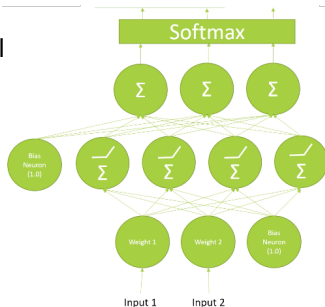 l
Softmax
Σ Σ Σ
Bias
Neuron
(1.0)
Σ Σ Σ Σ
Weight 1
Weight 2
Bias
Neuron
(1.0)
Input 1 Input 2